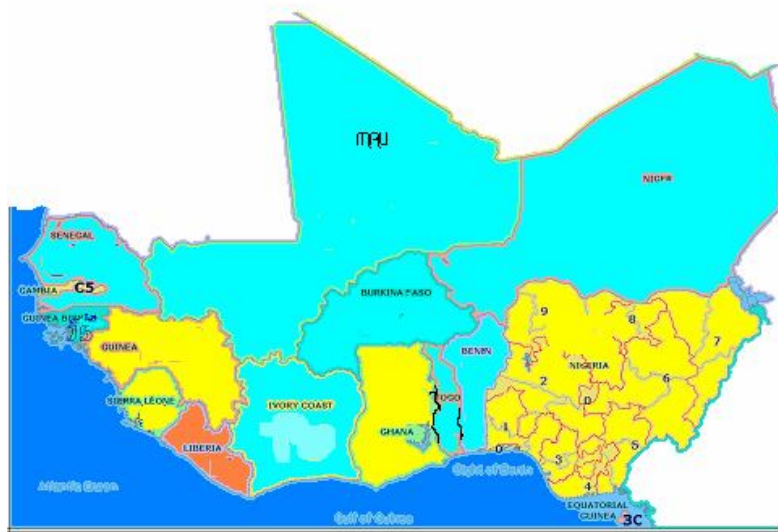 MALI
NIGER
SENEGAL
GAMBIA
C5
BURKINA FASO
GUINEA
J5
9
8
7
BENIN
NIGERIA
6
2
0
SIERRA LEONE
IVORY COAST
OGO
GHANA
LIBERIA
1
0
3
5
4
Bight of Benin
Atlantic Ocean
EQUATORIAL
GUINEA
3C
Gulf of Guinea